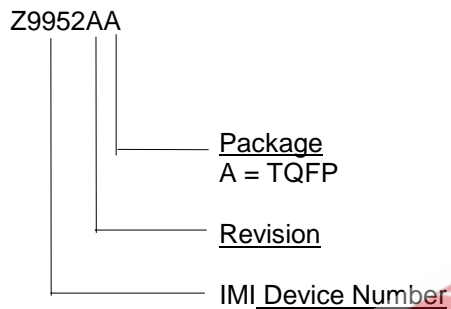 Z9952AA
Package
A = TQFP
Revision
IMI Device Number